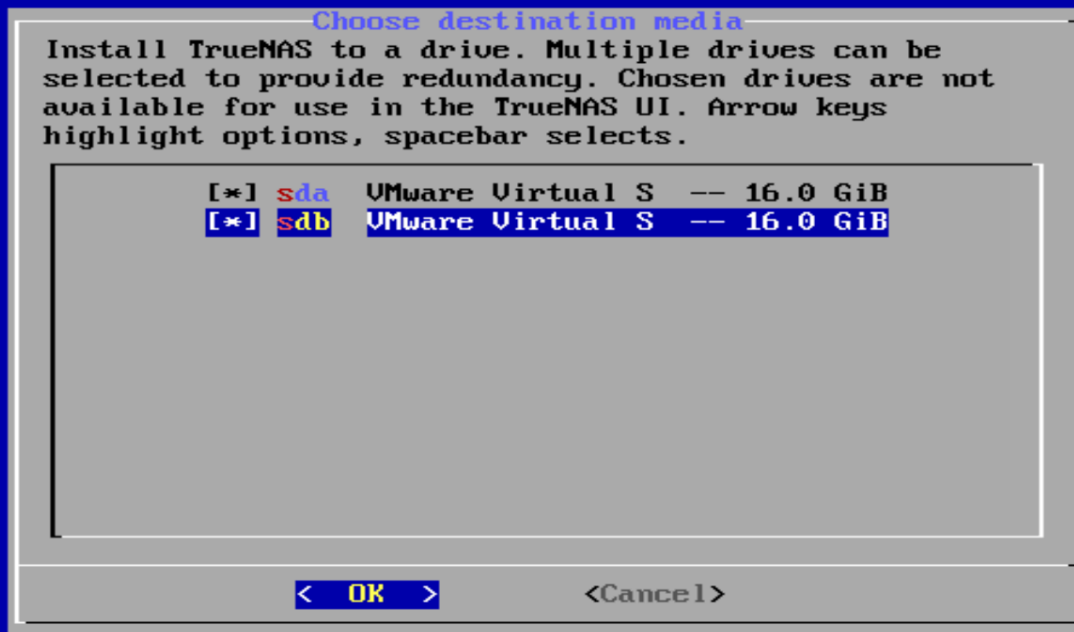 Choose destination media
Install TrueNAS to a drive. Multiple drives can be
selected to provide redundancy. Chosen drives are not
available for use in the TrueNAS UI. Arrow keys
highlight options, spacebar selects.
[*] sda VMware Virtual S -- 16.0 GiB
[*] sdb VMware Virtual S -- 16.0 GiB
< OK > <Cancel>